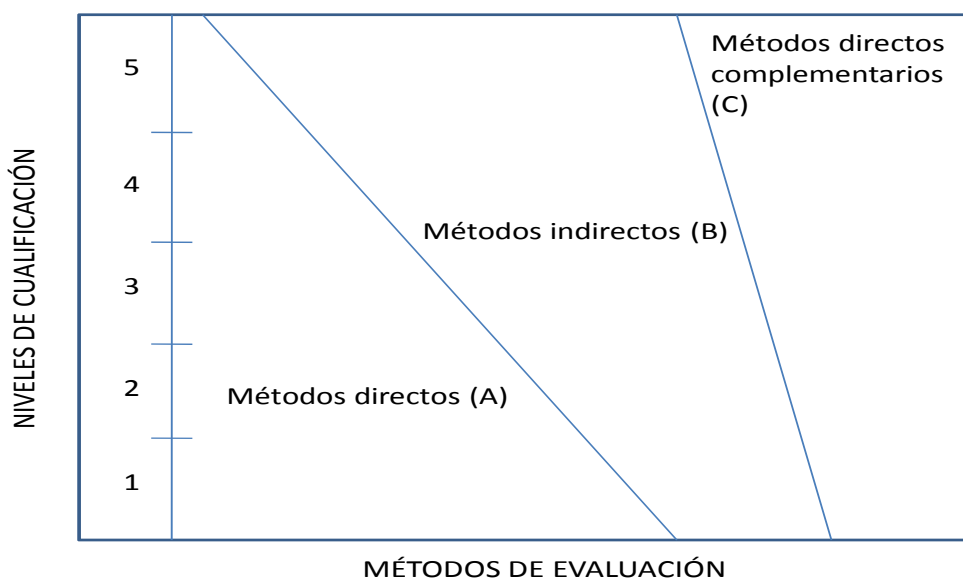 Métodos directos
complementarios
(C)
5
4
Métodos indirectos (B)
3
2
Métodos directos (A)
1
NIVELES DE CUALIFICACIÓN
MÉTODOS DE EVALUACIÓN